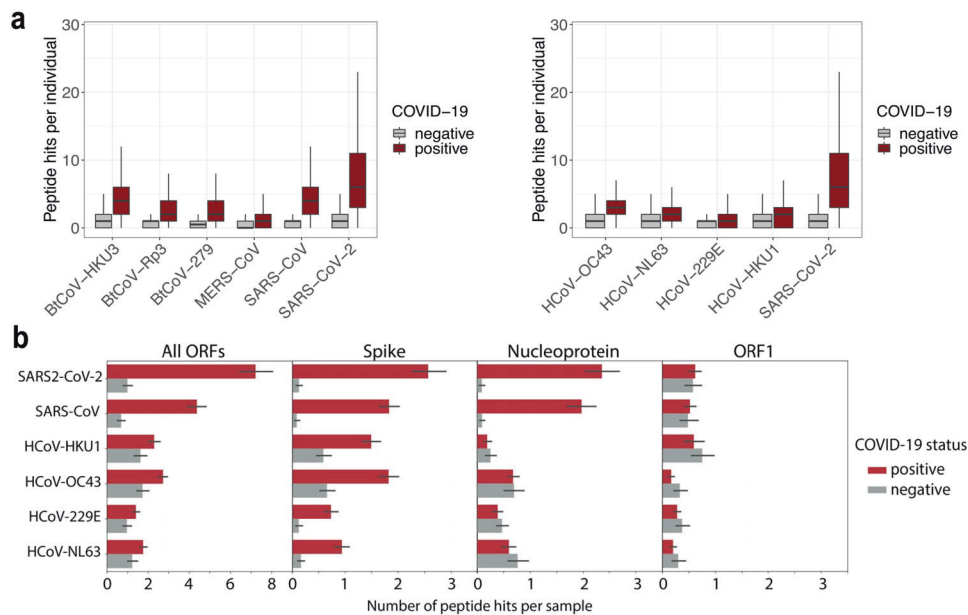 a
Peptide hits per individual
30
20
10
0
BtCoV−HKU3
BtCoV−Rp3
BtCoV−279
MERS−CoV
SARS−CoV
SARS−CoV−2
COVID−19
negative
positive
Peptide hits per individual
30
20
10
0
HCoV−OC43
HCoV−NL63
HCoV−229E
HCoV−HKU1
SARS−CoV−2
COVID−19
negative
positive
b
All ORFs Spike Nucleoprotein ORF1
SARS2-CoV-2
SARS-CoV
HCoV-HKU1
HCoV-OC43
HCoV-229E
HCoV-NL63
0 2 4 6 8 0 1 2 3 0 1 2 3 0 1 2 3
Number of peptide hits per sample
COVID-19 status
positive
negative